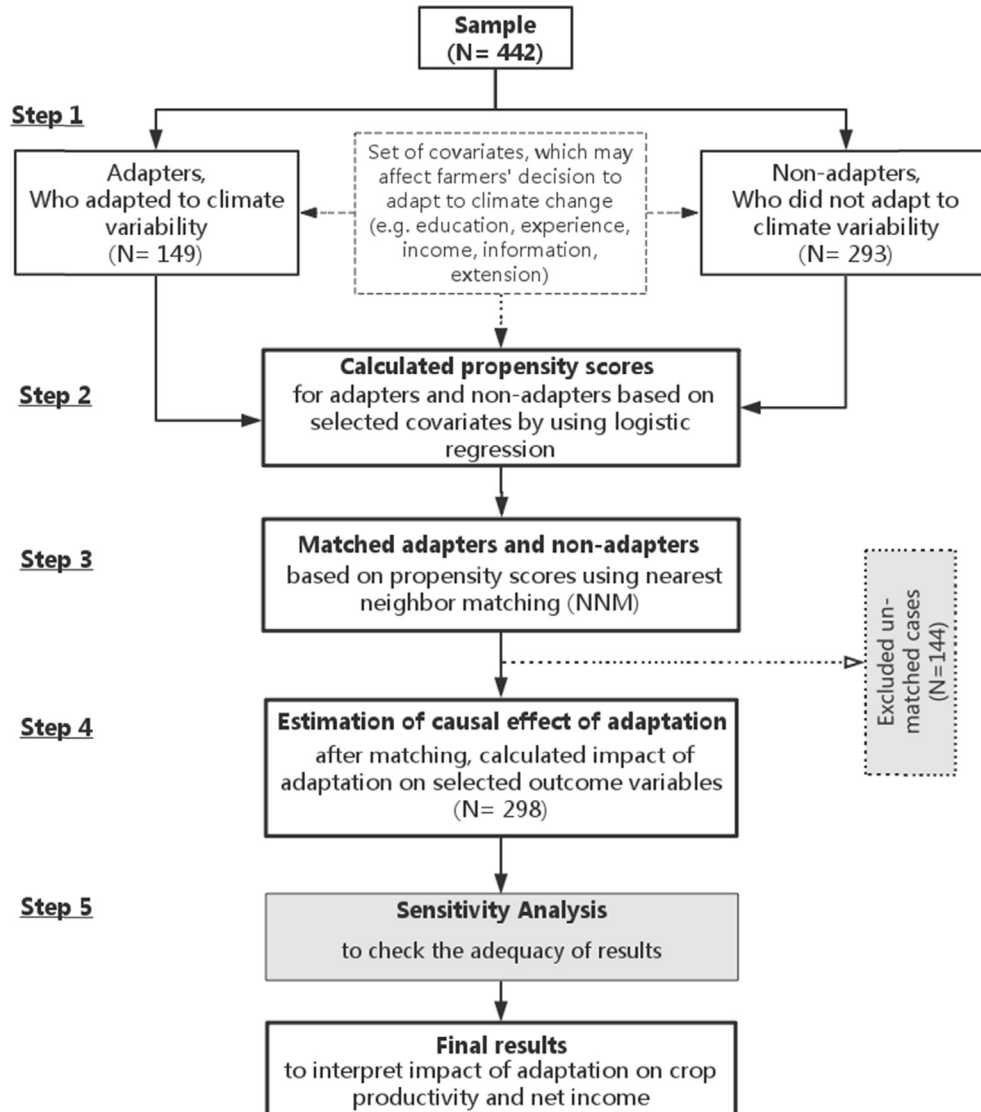 Sample
(N= 442)
Step 1
Adapters,
Who adapted to climate
variability
(N= 149)
Set of covariates, which may
affect farmers' decision to
adapt to climate change
(e.g. education, experience,
income, information,
extension)
Non-adapters,
Who did not adapt to
climate variability
(N= 293)
Step 2
Calculated propensity scores
for adapters and non-adapters based on
selected covariates by using logistic
regression
Step 3
Matched adapters and non-adapters
based on propensity scores using nearest
neighbor matching (NNM)
Excluded un-
matched cases
(N=144)
Step 4
Estimation of causal effect of adaptation
after matching, calculated impact of
adaptation on selected outcome variables
(N= 298)
Step 5
Sensitivity Analysis
to check the adequacy of results
Final results
to interpret impact of adaptation on crop
productivity and net income